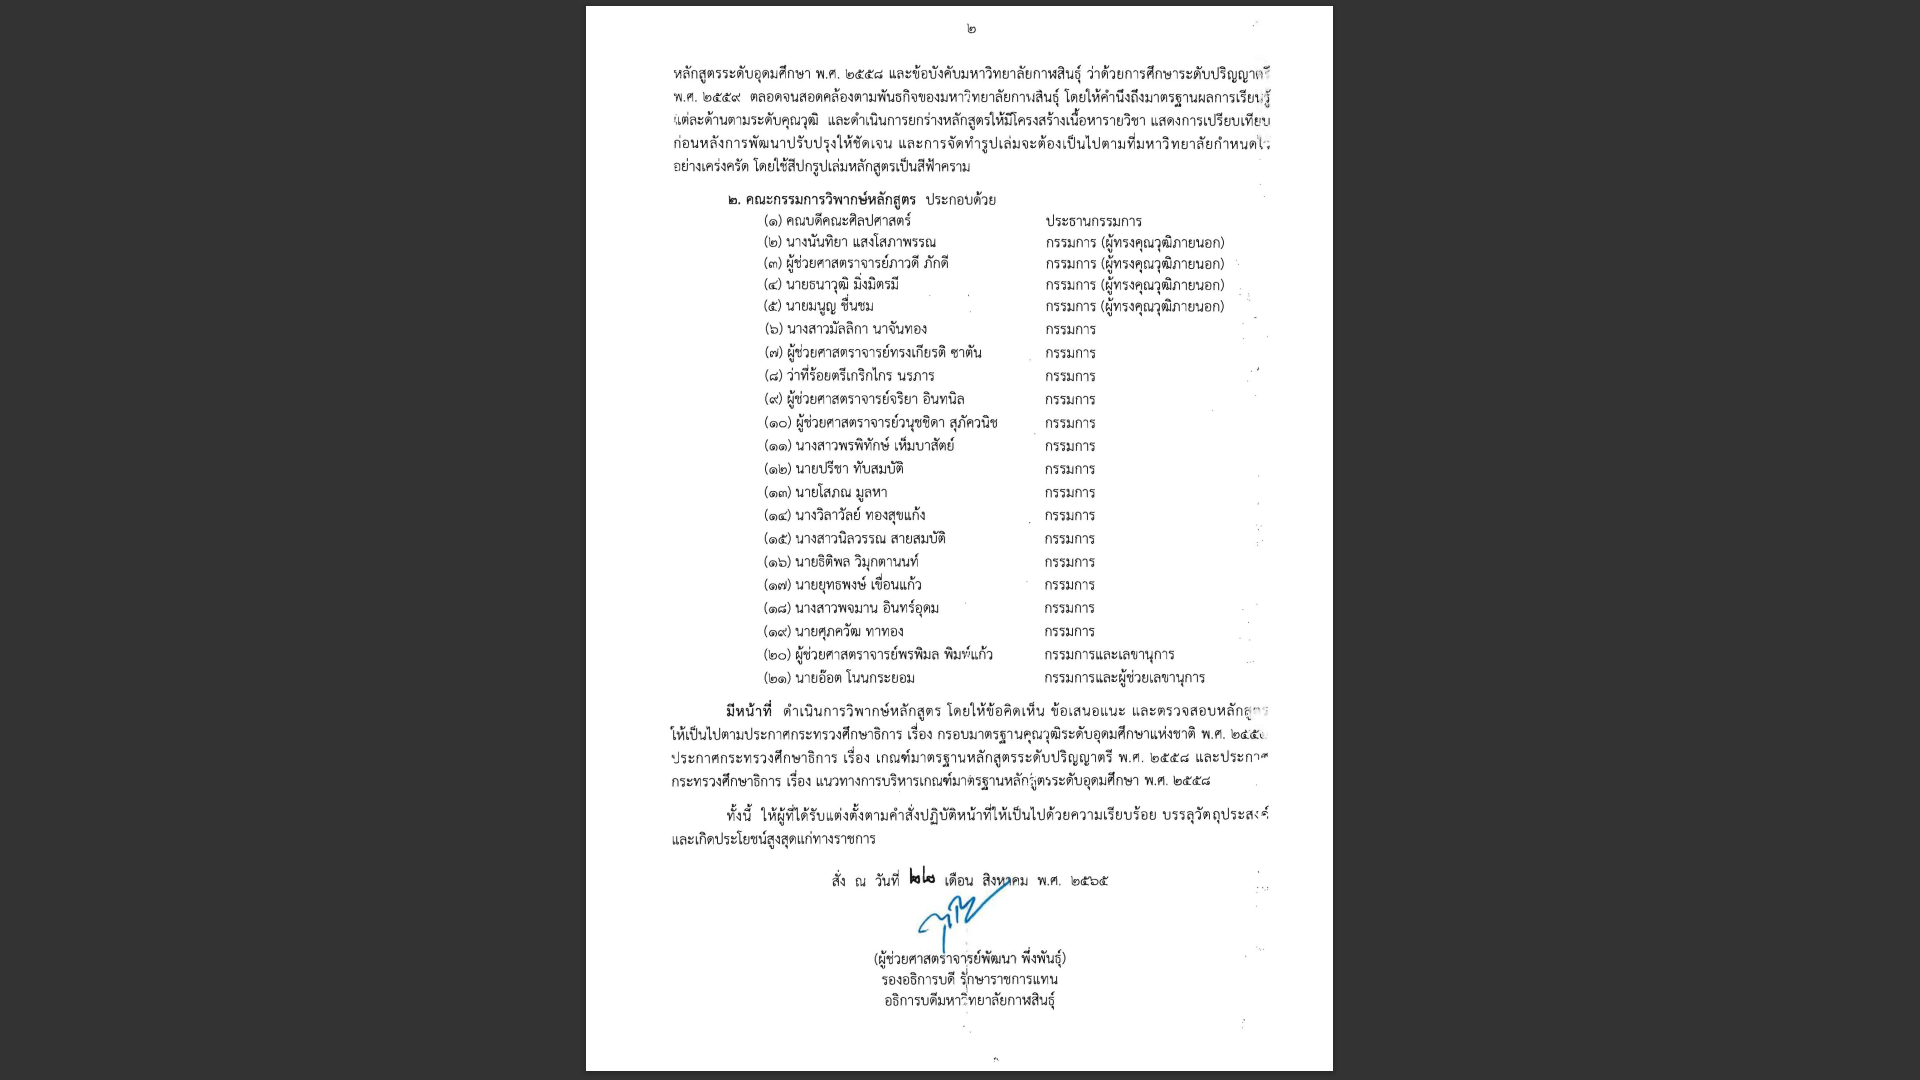 ๒
หลักสูตรระดับอุดมศึกษา พ.ศ. ๒๕๕๘ และข้อบังคับมหาวิทยาลัยกาฬสินธุ์ ว่าด้วยการศึกษาระดับปริญญาตรี
พ.ศ. ๒๕๕๙ ตลอดจนสอดคล้องตามพันธกิจของมหาวิทยาลัยกาฬสินธุ์ โดยให้คำนึงถึงมาตรฐานผลการเรียนรู้
แต่ละด้านตามระดับคุณวุฒิ และดำเนินการยกร่างหลักสูตรให้มีโครงสร้างเนื้อหารายวิชา แสดงการเปรียบเทียบ
ก่อนหลังการพัฒนาปรับปรุงให้ชัดเจน และการจัดทำรูปเล่มจะต้องเป็นไปตามที่มหาวิทยาลัยกำหนดไว้
อย่างเคร่งครัด โดยใช้สีปกรูปเล่มหลักสูตรเป็นสีฟ้าคราม
๒. คณะกรรมการวิพากษ์หลักสูตร ประกอบด้วย
(๑) คณบดีคณะศิลปศาสตร์ ประธานกรรมการ
(๒) นางนันทิยา แสงโสภาพรรณ กรรมการ (ผู้ทรงคุณวุฒิภายนอก)
(๓) ผู้ช่วยศาสตราจารย์ภาวดี ภักดี กรรมการ (ผู้ทรงคุณวุฒิภายนอก)
(๔) นายธนาวุฒิ มิ่งมิตรมี กรรมการ (ผู้ทรงคุณวุฒิภายนอก)
(๕) นายมนูญ ชื่นชม กรรมการ (ผู้ทรงคุณวุฒิภายนอก)
(๖) นางสาวมัลลิกา นาจันทอง กรรมการ
(๗) ผู้ช่วยศาสตราจารย์ทรงเกียรติ ซาตัน กรรมการ
(๘) ว่าที่ร้อยตรีเกริกไกร นรภาร กรรมการ
(๙) ผู้ช่วยศาสตราจารย์จริยา อินทนิล กรรมการ
(๑๐) ผู้ช่วยศาสตราจารย์วนุชชิดา สุภัควนิช กรรมการ
(๑๑) นางสาวพรพิทักษ์ เห็มบาสัตย์ กรรมการ
(๑๒) นายปรีชา ทับสมบัติ กรรมการ
(๑๓) นายโสภณ มูลหา กรรมการ
(๑๔) นางวิลาวัลย์ ทองสุขแก้ง กรรมการ
(๑๕) นางสาวนิลวรรณ สายสมบัติ กรรมการ
(๑๖) นายธิติพล วิมุกตานนท์ กรรมการ
(๑๗) นายยุทธพงษ์ เขื่อนแก้ว กรรมการ
(๑๘) นางสาวพจมาน อินทร์อุดม กรรมการ
(๑๙) นายศุภควัฒ ทาทอง กรรมการ
(๒๐) ผู้ช่วยศาสตราจารย์พรพิมล พิมพ์แก้ว กรรมการและเลขานุการ
(๒๑) นายอ๊อต โนนกระยอม กรรมการและผู้ช่วยเลขานุการ
มีหน้าที่ ดำเนินการวิพากษ์หลักสูตร โดยให้ข้อคิดเห็น ข้อเสนอแนะ และตรวจสอบหลักสูตร
ให้เป็นไปตามประกาศกระทรวงศึกษาธิการ เรื่อง กรอบมาตรฐานคุณวุฒิระดับอุดมศึกษาแห่งชาติ พ.ศ.
ประกาศกระทรวงศึกษาธิการ เรื่อง เกณฑ์มาตรฐานหลักสูตรระดับปริญญาตรี พ.ศ. ๒๕๕๘ และประกาศ
กระทรวงศึกษาธิการ เรื่อง แนวทางการบริหารเกณฑ์มาตรฐานหลักสูตรระดับอุดมศึกษา พ.ศ. ๒๕๕๘
ทั้งนี้ ให้ผู้ที่ได้รับแต่งตั้งตามคำสั่งปฏิบัติหน้าที่ให้เป็นไปด้วยความเรียบร้อย บรรลุวัตถุประสงค์
และเกิดประโยชน์สูงสุดแก่ทางราชการ
สั่ง ณ วันที่ ๒๒ เดือน สิงหาคม พ.ศ. ๒๕๖๕
(ผู้ช่วยศาสตราจารย์พัฒนา พึ่งพันธุ์)
รองอธิการบดี รักษาราชการแทน
อธิการบดีมหาวิทยาลัยกาฬสินธุ์